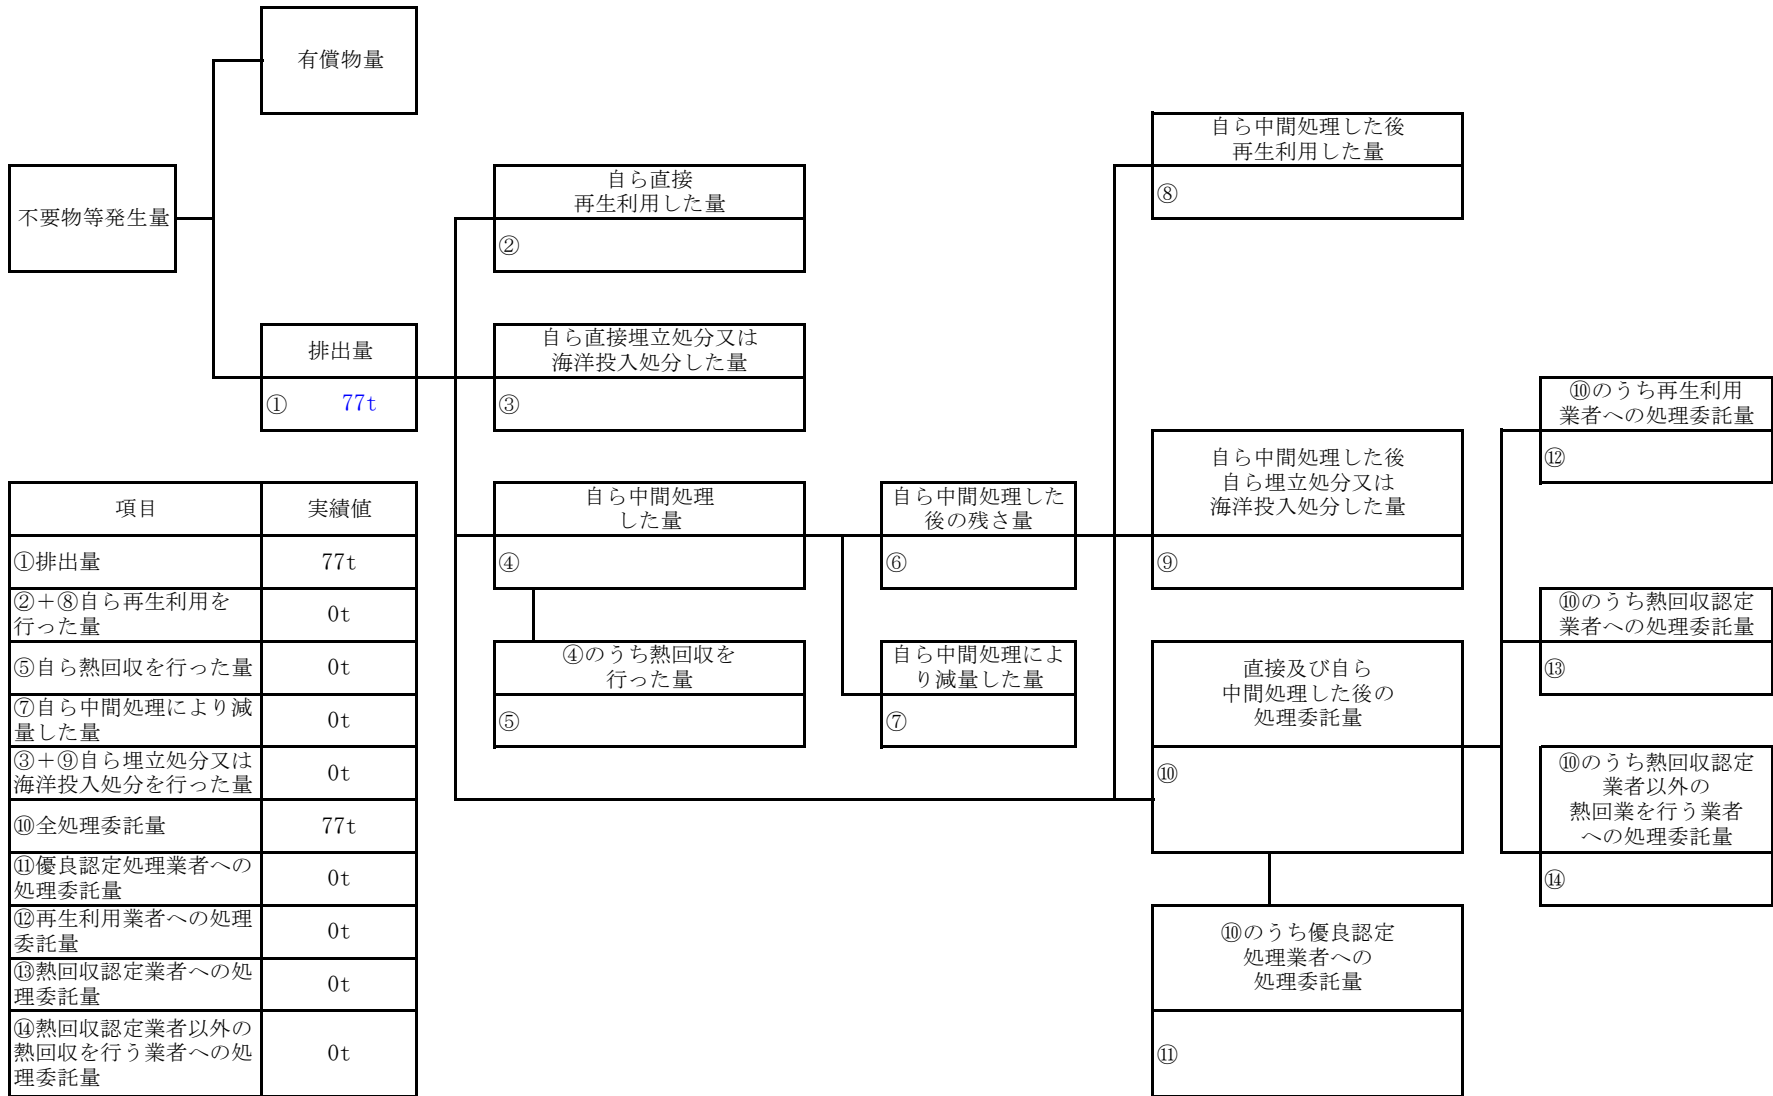 有償物量
不要物等発生量
排出量
① 77t
自ら直接
再生利用した量
②
自ら直接埋立処分又は
海洋投入処分した量
③
自ら中間処理
した量
④
④のうち熱回収を
行った量
⑤
自ら中間処理した
後の残さ量
⑥
自ら中間処理によ
り減量した量
⑦
自ら中間処理した後
再生利用した量
⑧
自ら中間処理した後
自ら埋立処分又は
海洋投入処分した量
⑨
直接及び自ら
中間処理した後の
処理委託量
⑩
⑩のうち優良認定
処理業者への
処理委託量
⑪
⑩のうち再生利用
業者への処理委託量
⑫
⑩のうち熱回収認定
業者への処理委託量
⑬
⑩のうち熱回収認定
業者以外の
熱回業を行う業者
への処理委託量
⑭
項目 実績値
①排出量 77t
②＋⑧自ら再生利用を
行った量 0t
⑤自ら熱回収を行った量 0t
⑦自ら中間処理により減
量した量 0t
③＋⑨自ら埋立処分又は
海洋投入処分を行った量 0t
⑩全処理委託量 77t
⑪優良認定処理業者への
処理委託量 0t
⑫再生利用業者への処理
委託量 0t
⑬熱回収認定業者への処
理委託量 0t
⑭熱回収認定業者以外の
熱回収を行う業者への処
理委託量 0t